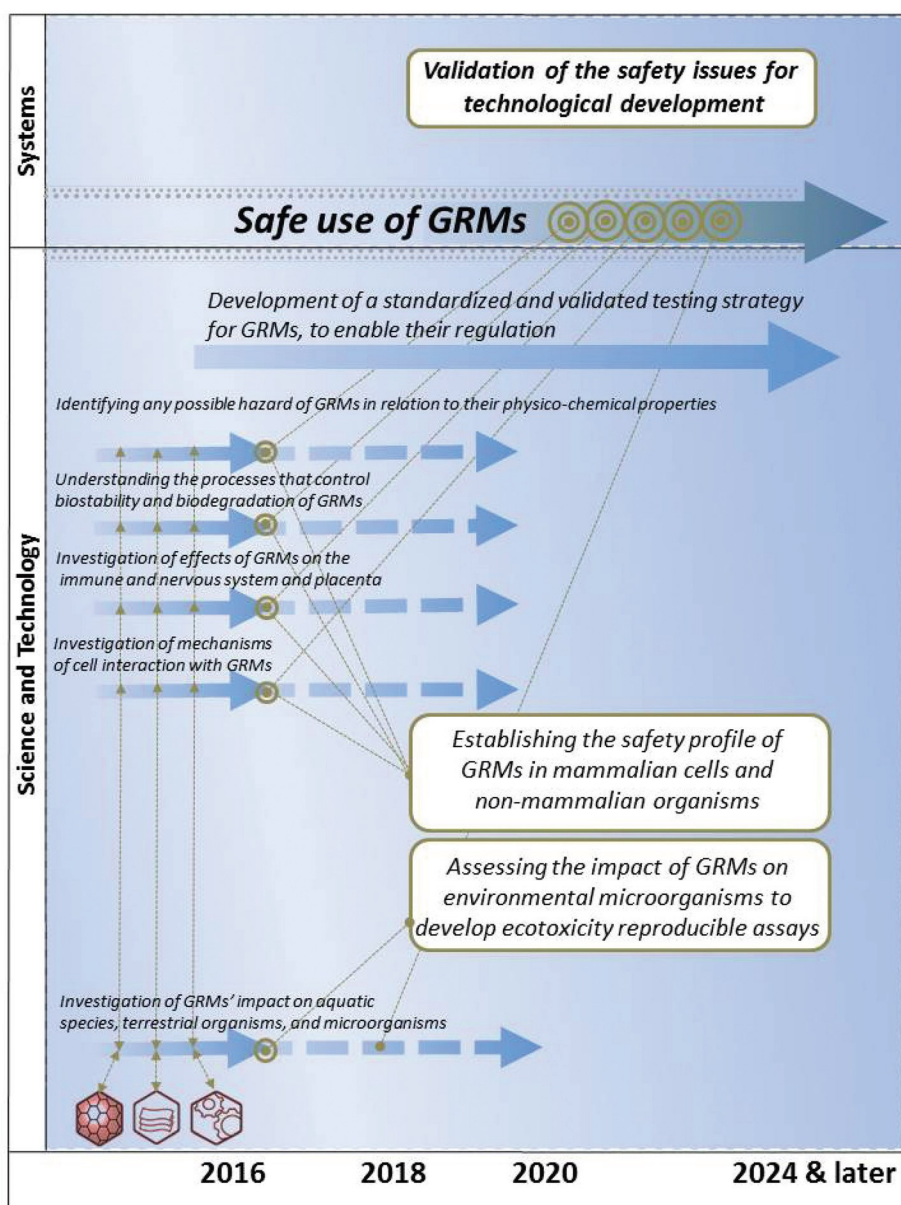 Systems
Validation of the safety issues for
technological development
Safe use of GRMs
Science and Technology
Development of a standardized and validated testing strategy
for GRMs, to enable their regulation
Identifying any possible hazard of GRMs in relation to their physico-chemical properties
Understanding the processes that control
biostability and biodegradation of GRMs
Investigation of effects of GRMs on the
immune and nervous system and placenta
Investigation of mechanisms
of cell interaction with GRMs
Establishing the safety profile of
GRMs in mammalian cells and
non-mammalian organisms
Assessing the impact of GRMs on
environmental microorganisms to
develop ecotoxicity reproducible assays
Investigation of GRMs' impact on aquatic
species, terrestrial organisms, and microorganisms
2016 2018 2020 2024 & later